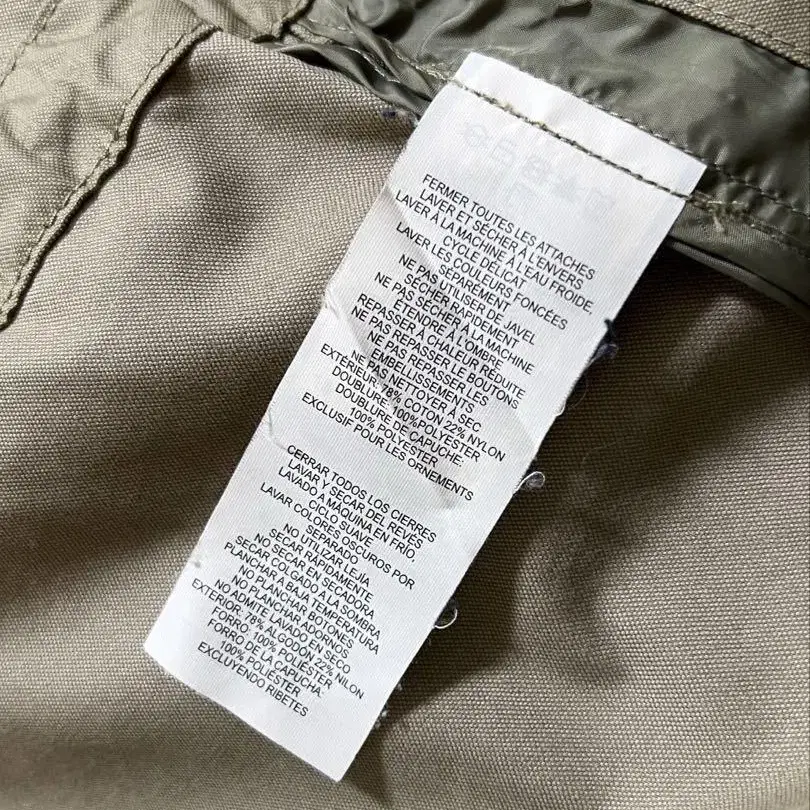 FERMER TOUTES LES ATTACHES
LAVER ET SÉCHER À L'ENVERS
LAVER À LA MACHINE À L'EAU FROIDE,
CYCLE DÉLICAT
LAVER LES COULEURS FONCÉES
SÉPARÉMENT
NE PAS UTILISER DE JAVEL
SÉCHER RAPIDEMENT
NE PAS SÉCHER À LA MACHINE
ÉTENDRE À L'OMBRE
REPASSER À CHALEUR RÉDUITE
NE PAS REPASSER LE BOUTONS
NE PAS REPASSER LES
EMBELLISSEMENTS
NE PAS NETTOYER À SEC
EXTÉRIEUR: 78% COTON 22% NYLON
DOUBLURE: 100%POLYESTER
DOUBLURE DE CAPUCHE:
100% POLYESTER
EXCLUSIF POUR LES ORNEMENTS
CERRAR TODOS LOS CIERRES
LAVAR Y SECAR DEL REVÉS
LAVADO A MÁQUINA EN FRÍO,
CICLO SUAVE
LAVAR COLORES OSCUROS POR
SEPARADO
NO UTILIZAR LEJÍA
SECAR RAPIDAMENTE
NO SECAR EN SECADORA
SECAR COLGADO A LA SOMBRA
PLANCHAR A BAJA TEMPERATURA
NO PLANCHAR BOTONES
NO PLANCHAR ADORNOS
NO ADMITE LAVADO EN SECO
EXTERIOR: 78% ALGODÓN 22% NILON
FORRO: 100% POLIÉSTER
FORRO DE LA CAPUCHA:
100% POLIÉSTER
EXCLUYENDO RIBETES